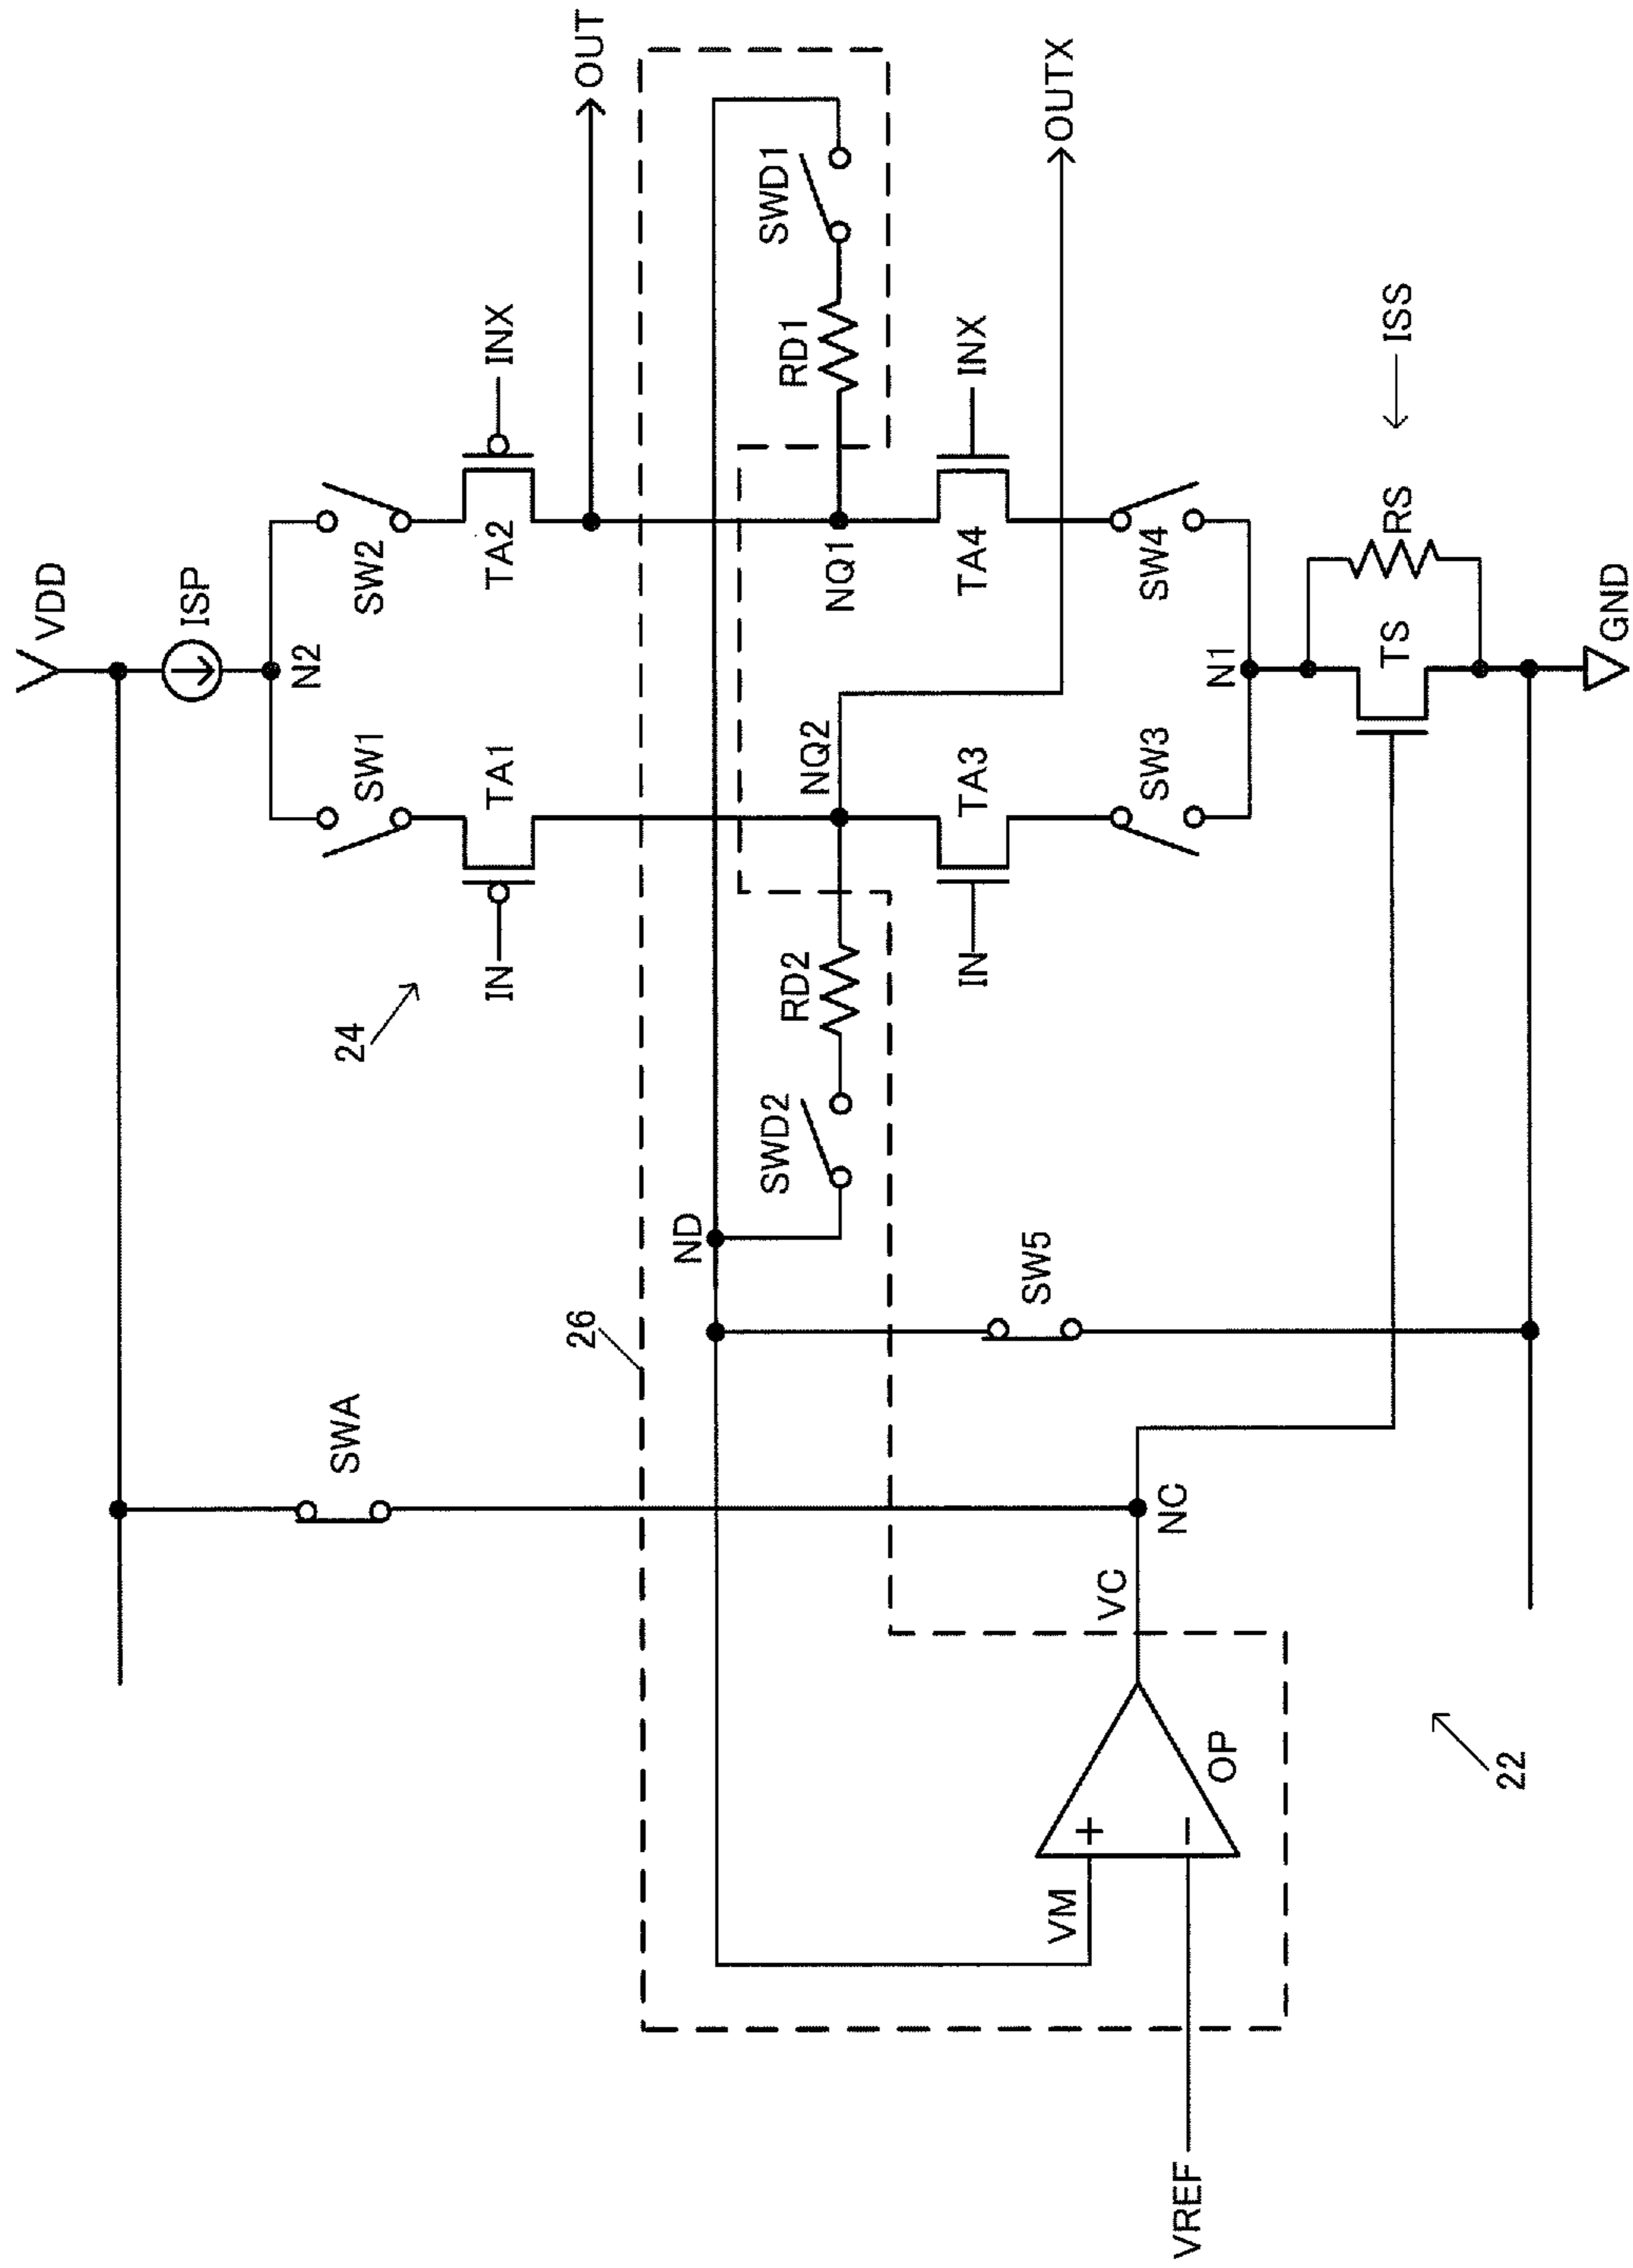 VDD
ISP
N2
SWA
SW1
SW2
24
IN
TA1
TA2
INX
OUT
26
ND
SWD2
RD2
NQ2
NQ1
RD1
SWD1
IN
TA3
TA4
INX
OUTX
SW5
VM
VC
NC
SW3
SW4
N1
+
−
OP
VREF
TS
RS
ISS
22
GND